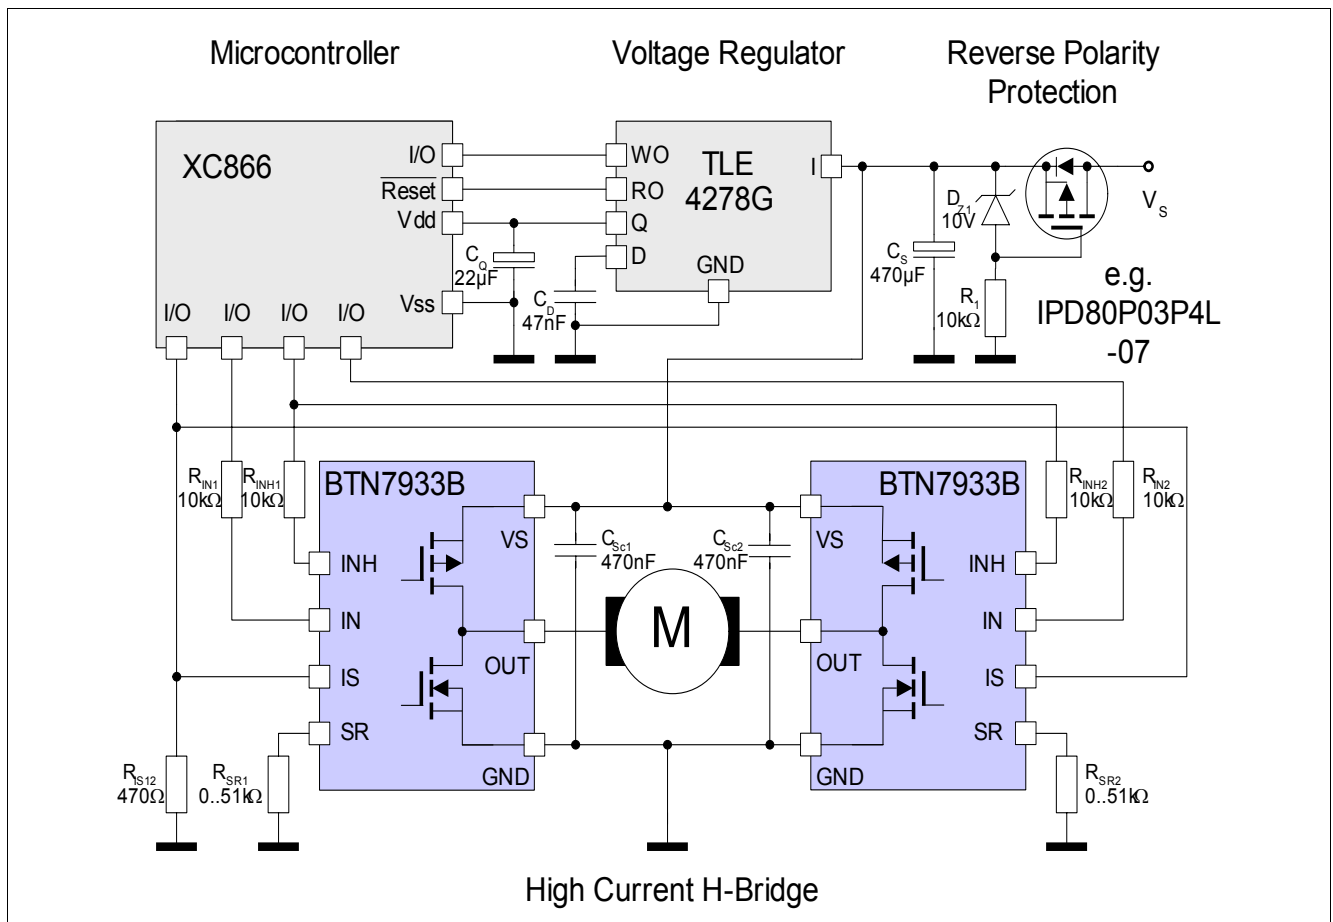 Microcontroller
Voltage Regulator
Reverse Polarity
Protection
XC866
I/O
Reset
Vdd
Vss
I/O
I/O
I/O
I/O
WO
RO
Q
D
TLE
4278G
I
GND
C_Q
22µF
C_D
47nF
C_S
470µF
D_Z1
10V
R_1
10kΩ
V_S
e.g.
IPD80P03P4L
-07
R_IN1
10kΩ
R_INH1
10kΩ
BTN7933B
VS
INH
IN
IS
SR
OUT
GND
C_Sc1
470nF
C_Sc2
470nF
M
BTN7933B
VS
INH
IN
IS
SR
OUT
GND
R_INH2
10kΩ
R_IN2
10kΩ
R_IS12
470Ω
R_SR1
0..51kΩ
R_SR2
0..51kΩ
High Current H-Bridge